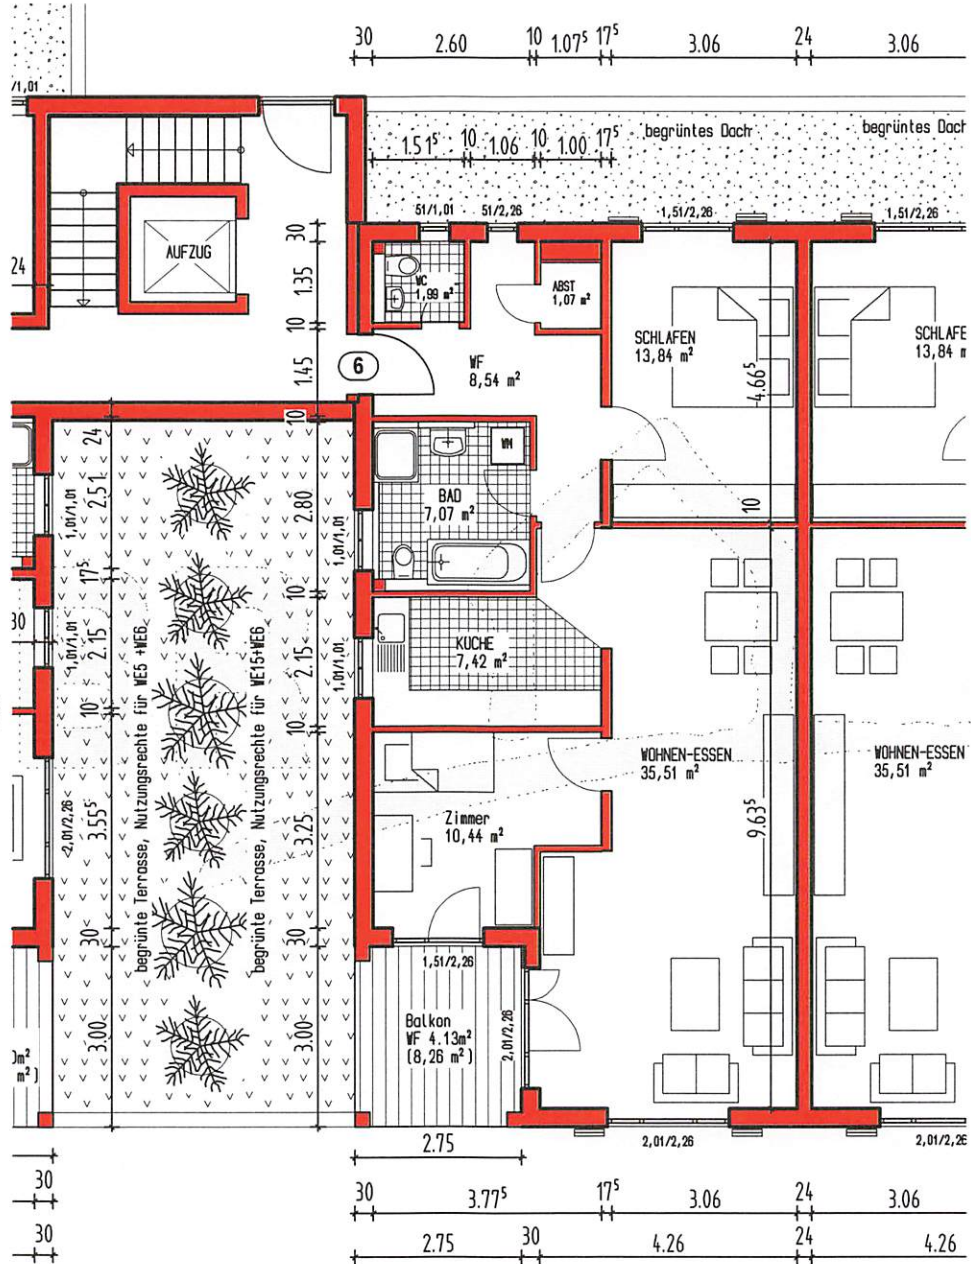 30 2.60 10 1.07⁵ 17⁵ 3.06 24 3.06
/1,01
begrüntes Dach
begrüntes Dach
1.51⁵ 10 1.06 10 1.00 17⁵
51/1,01 51/2,26 1,51/2,26 1,51/2,26
AUFZUG
24
30
1.35
10
1.45
10
WC
1,99 m²
ABST
1,07 m²
SCHLAFEN
13,84 m²
SCHLAFE
13,84 m
6
WF
8,54 m²
4.66⁵
24
2.51
1,01/1,01
17⁵
2.80
1,01/1,01
BAD
7,07 m²
WM
10
10
30
1,01/1,01
2.15
10
2.15
1,01/1,01
10
KÜCHE
7,42 m²
begrünte Terrasse, Nutzungsrechte für WE5 +WE6
begrünte Terrasse, Nutzungsrechte für WE15+WE6
WOHNEN-ESSEN
35,51 m²
WOHNEN-ESSEN
35,51 m²
2,01/2,26
3.55⁵
3.25
Zimmer
10,44 m²
9.63⁵
30
30
1,51/2,26
3.00
3.00
Balkon
WF 4.13m²
(8,26 m²)
2,01/2,26
m²
m²)
2,01/2,26
2,01/2,26
2.75
30 30 3.77⁵ 17⁵ 3.06 24 3.06
30 2.75 30 4.26 24 4.26